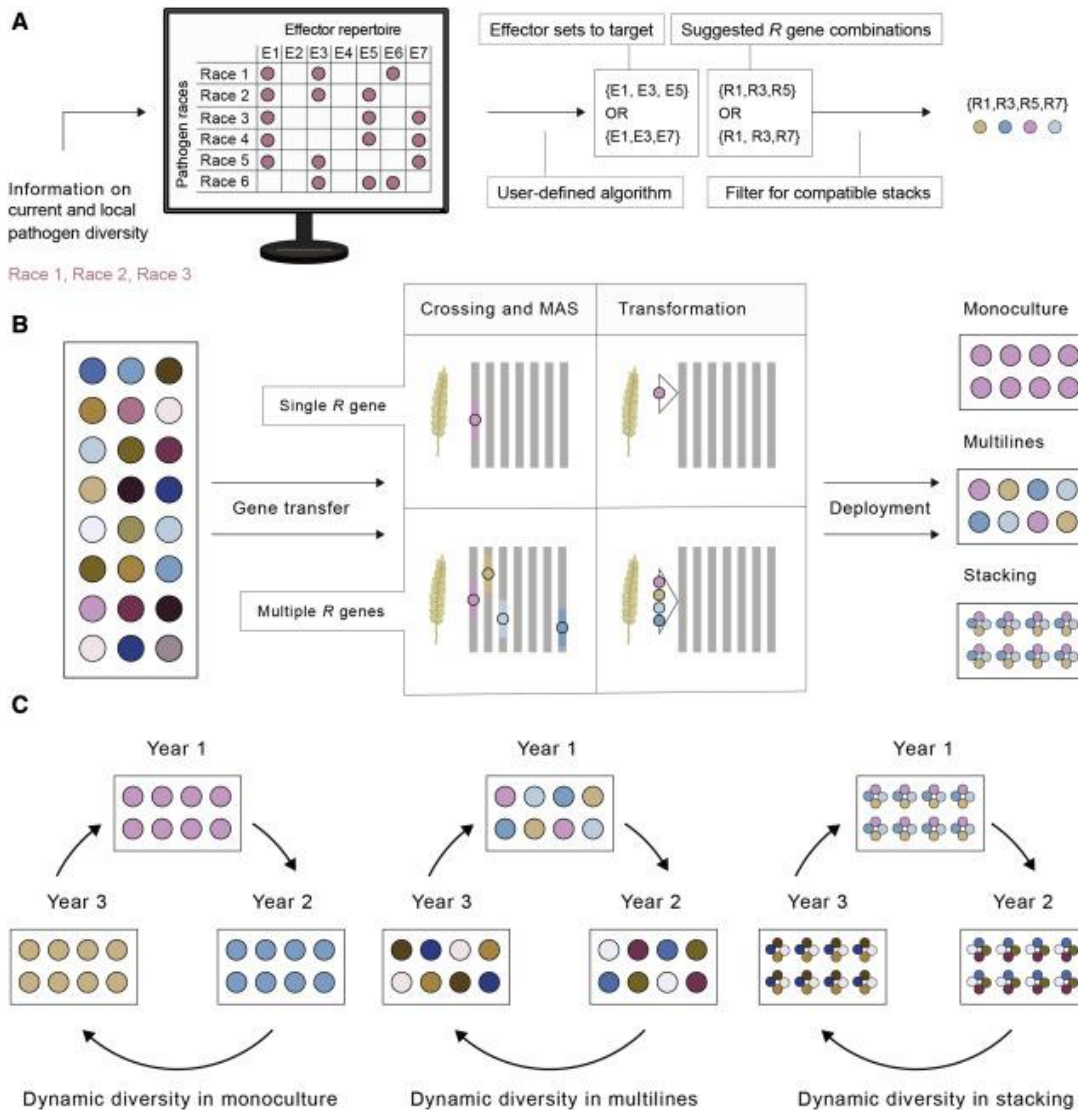 A
Effector repertoire
E1 E2 E3 E4 E5 E6 E7
Pathogen races
Race 1
Race 2
Race 3
Race 4
Race 5
Race 6
Information on
current and local
pathogen diversity
Race 1, Race 2, Race 3
Effector sets to target
Suggested R gene combinations
{E1, E3, E5}
OR
{E1,E3,E7}
{R1,R3,R5}
OR
{R1, R3,R7}
User-defined algorithm
Filter for compatible stacks
{R1,R3,R5,R7}
B
Gene transfer
Crossing and MAS
Transformation
Single R gene
Multiple R genes
Deployment
Monoculture
Multilines
Stacking
C
Year 1
Year 3
Year 2
Dynamic diversity in monoculture
Year 1
Year 3
Year 2
Dynamic diversity in multilines
Year 1
Year 3
Year 2
Dynamic diversity in stacking